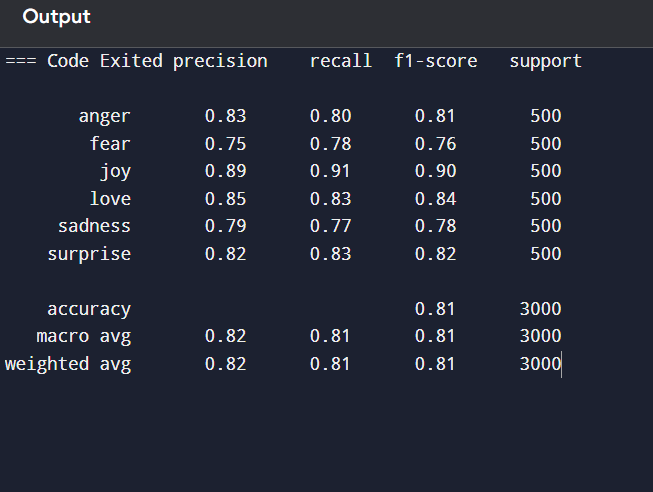 Output
=== Code Exited precision recall f1-score support
anger 0.83 0.80 0.81 500
fear 0.75 0.78 0.76 500
joy 0.89 0.91 0.90 500
love 0.85 0.83 0.84 500
sadness 0.79 0.77 0.78 500
surprise 0.82 0.83 0.82 500
accuracy 0.81 3000
macro avg 0.82 0.81 0.81 3000
weighted avg 0.82 0.81 0.81 3000